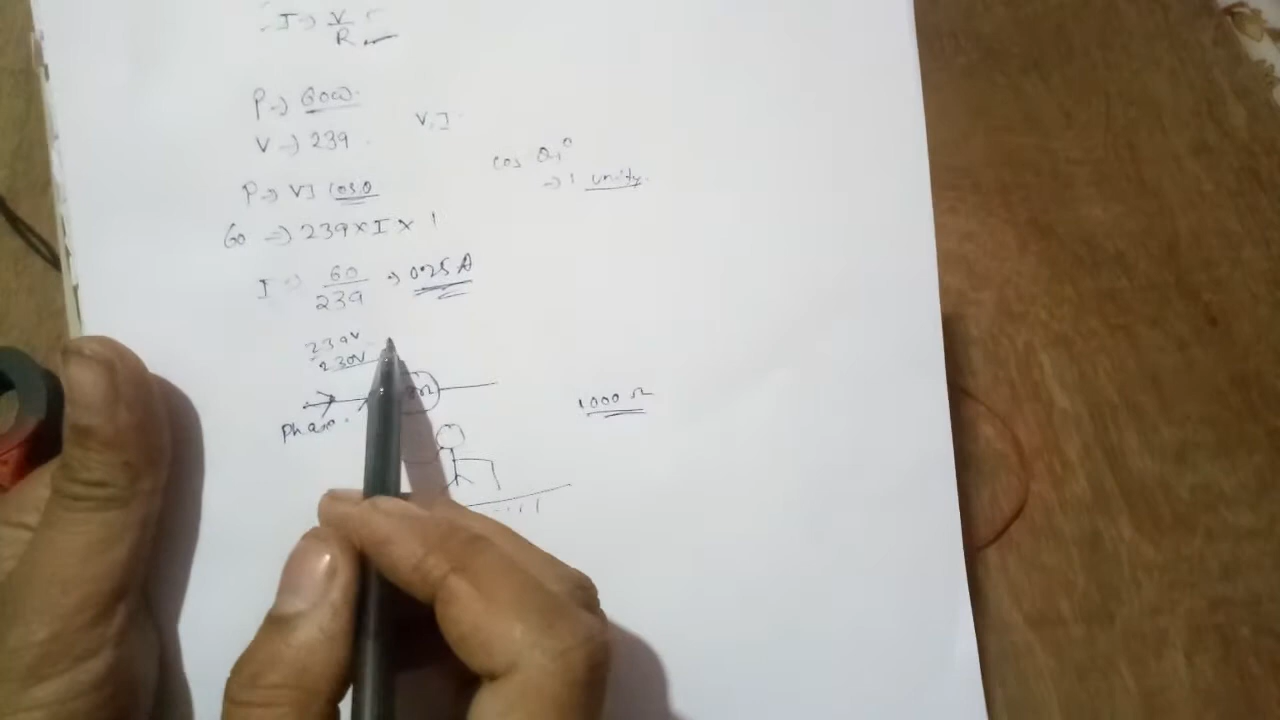 I → V/R
P → 60W
V → 239
V.I
cos θ, 0
→ 1 unity.
P → VI cosθ
60 → 239 x I x 1
I → 60/239 → 0.25 A
239V
230V
1000 Ω
phase.